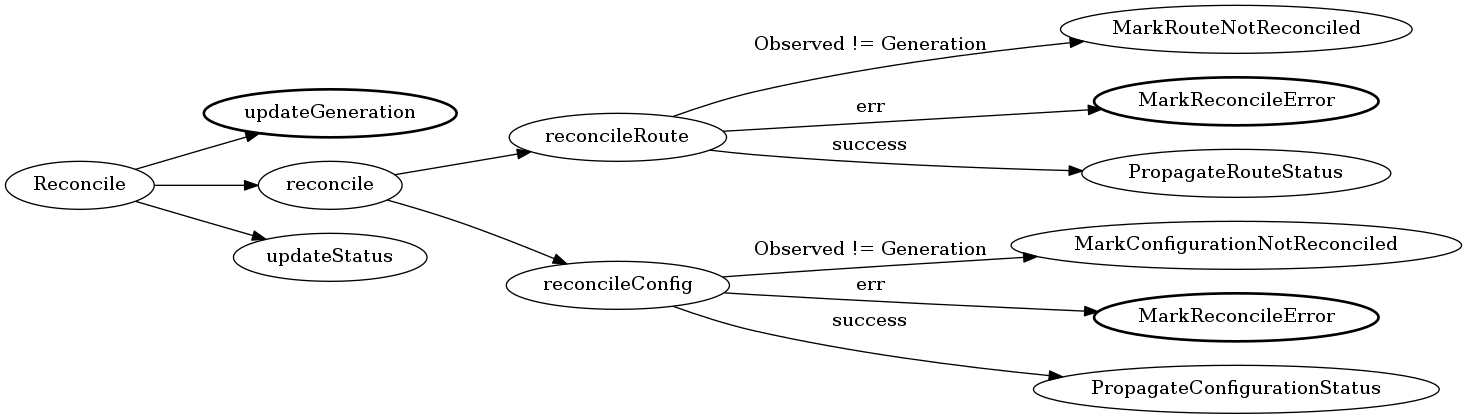 Reconcile
updateGeneration
reconcile
updateStatus
reconcileRoute
reconcileConfig
Observed != Generation
err
success
MarkRouteNotReconciled
MarkReconcileError
PropagateRouteStatus
Observed != Generation
err
success
MarkConfigurationNotReconciled
MarkReconcileError
PropagateConfigurationStatus